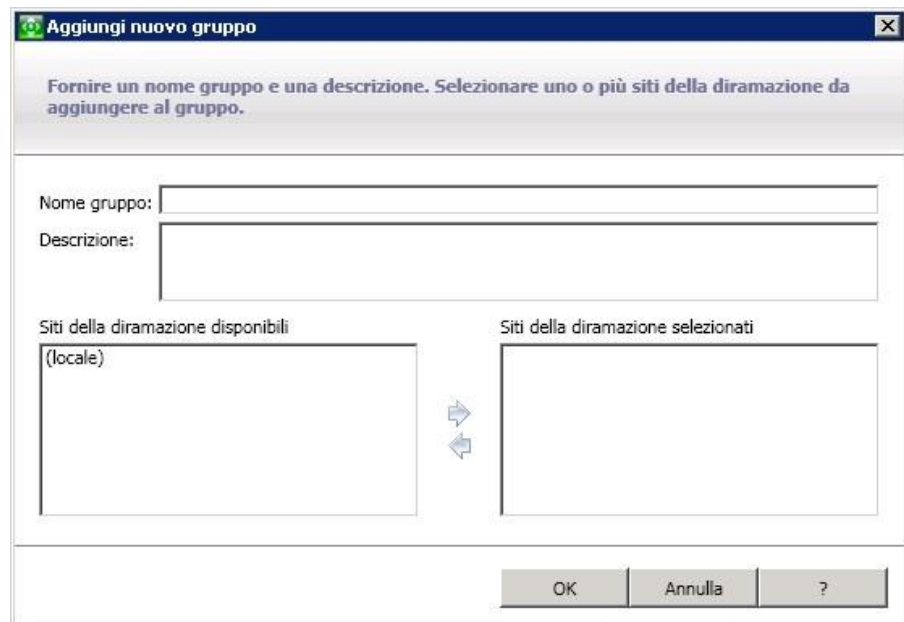 Aggiungi nuovo gruppo
Fornire un nome gruppo e una descrizione. Selezionare uno o più siti della diramazione da
aggiungere al gruppo.
Nome gruppo:
Descrizione:
Siti della diramazione disponibili
Siti della diramazione selezionati
(locale)
OK
Annulla
?